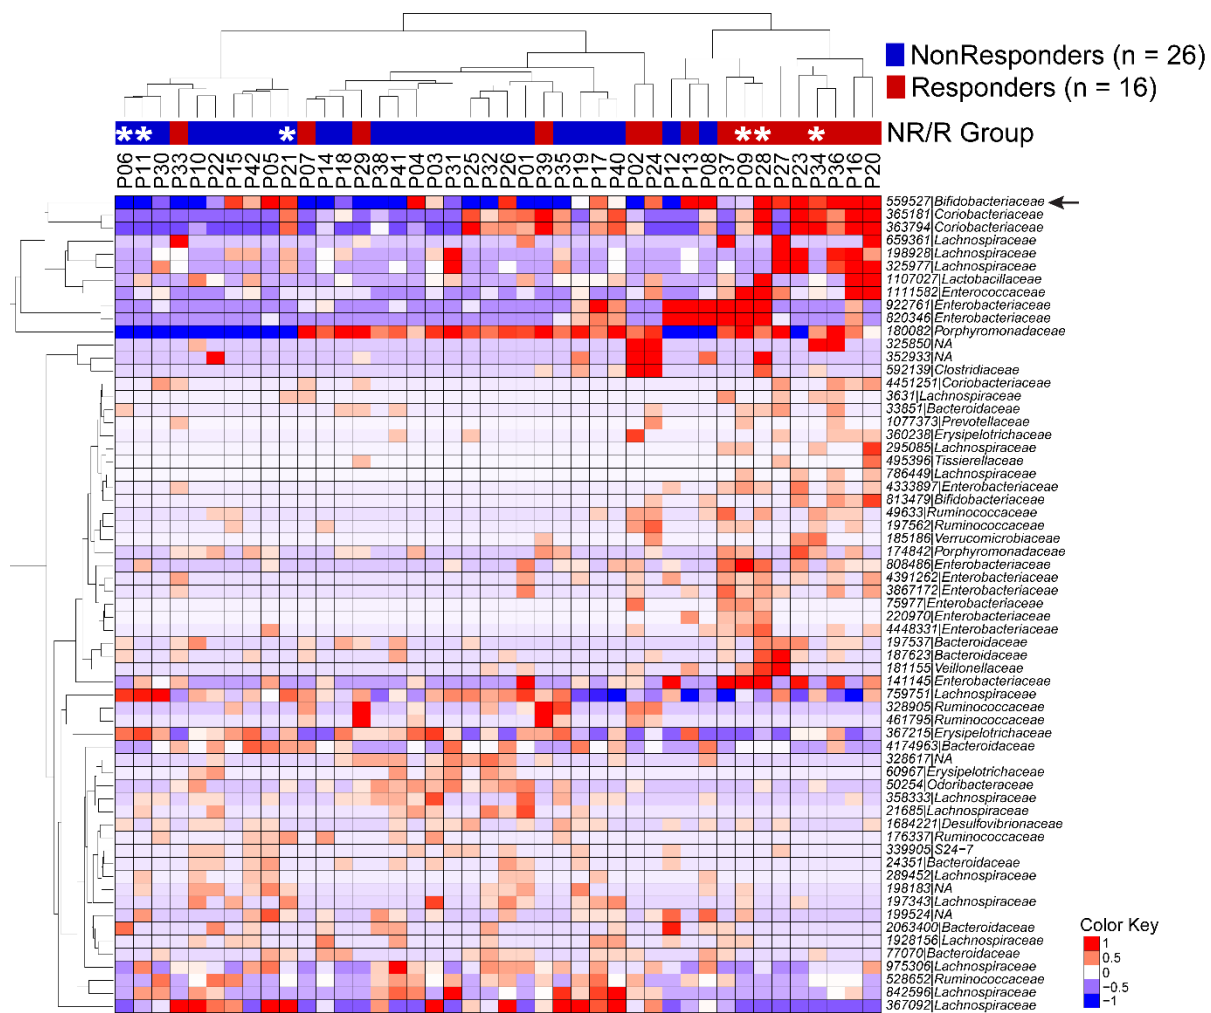 NonResponders (n = 26)
Responders (n = 16)
* * * * * * NR/R Group
P06 P11 P30 P33 P10 P22 P15 P42 P05 P21 P07 P14 P18 P29 P38 P41 P04 P03 P31 P25 P32 P26 P01 P39 P35 P19 P17 P40 P02 P24 P12 P13 P08 P37 P09 P28 P27 P23 P34 P36 P16 P20
559527|Bifidobacteriaceae
365181|Coriobacteriaceae
363794|Coriobacteriaceae
659361|Lachnospiraceae
198928|Lachnospiraceae
325977|Lachnospiraceae
1107027|Lactobacillaceae
1111582|Enterococcaceae
922761|Enterobacteriaceae
820346|Enterobacteriaceae
180082|Porphyromonadaceae
325850|NA
352933|NA
592139|Clostridiaceae
4451251|Coriobacteriaceae
3631|Lachnospiraceae
33851|Bacteroidaceae
1077373|Prevotellaceae
360238|Erysipelotrichaceae
295085|Lachnospiraceae
495396|Tissierellaceae
786449|Lachnospiraceae
4333897|Enterobacteriaceae
813479|Bifidobacteriaceae
49633|Ruminococcaceae
197562|Ruminococcaceae
185186|Verrucomicrobiaceae
174842|Porphyromonadaceae
808486|Enterobacteriaceae
4391262|Enterobacteriaceae
3867172|Enterobacteriaceae
75977|Enterobacteriaceae
220970|Enterobacteriaceae
4448331|Enterobacteriaceae
197537|Bacteroidaceae
187623|Bacteroidaceae
181155|Veillonellaceae
141145|Enterobacteriaceae
759751|Lachnospiraceae
328905|Ruminococcaceae
461795|Ruminococcaceae
367215|Erysipelotrichaceae
4174963|Bacteroidaceae
328617|NA
60967|Erysipelotrichaceae
50254|Odoribacteraceae
358333|Lachnospiraceae
21685|Lachnospiraceae
1684221|Desulfovibrionaceae
176337|Ruminococcaceae
339905|S24−7
24351|Bacteroidaceae
289452|Lachnospiraceae
198183|NA
197343|Lachnospiraceae
199524|NA
2063400|Bacteroidaceae
1928156|Lachnospiraceae
77070|Bacteroidaceae
975306|Lachnospiraceae
528652|Ruminococcaceae
842596|Lachnospiraceae
367092|Lachnospiraceae
Color Key
1
0.5
0
−0.5
−1